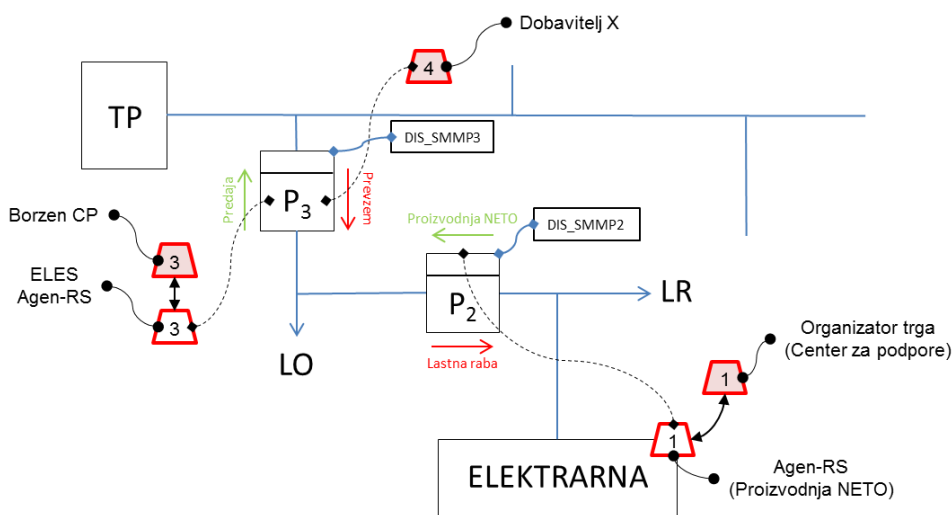 Dobavitelj X
4
TP
DIS_SMMP3
Predaja
P3
Prevzem
Borzen CP
3
ELES
Agen-RS
3
Proizvodnja NETO
DIS_SMMP2
P2
LR
LO
Lastna raba
Organizator trga
(Center za podpore)
1
1
ELEKTRARNA
Agen-RS
(Proizvodnja NETO)